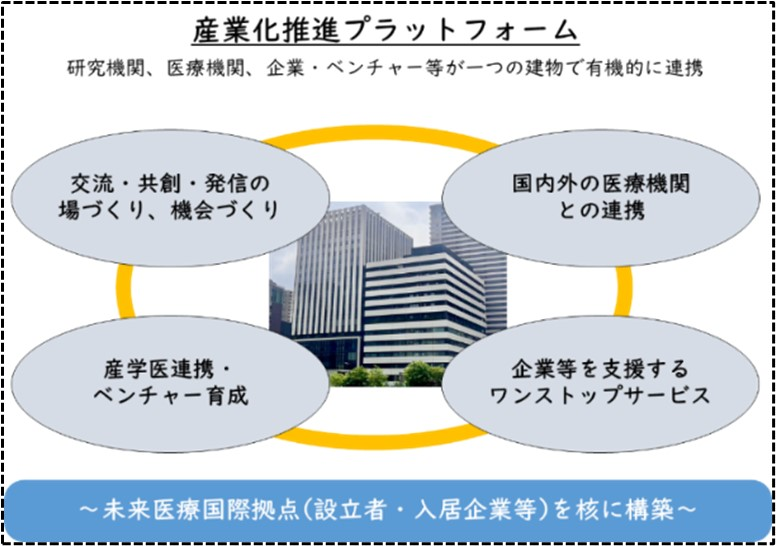 産業化推進プラットフォーム
研究機関、医療機関、企業・ベンチャー等が一つの建物で有機的に連携
交流・共創・発信の
場づくり、機会づくり
国内外の医療機関
との連携
産学医連携・
ベンチャー育成
企業等を支援する
ワンストップサービス
～未来医療国際拠点(設立者・入居企業等)を核に構築～